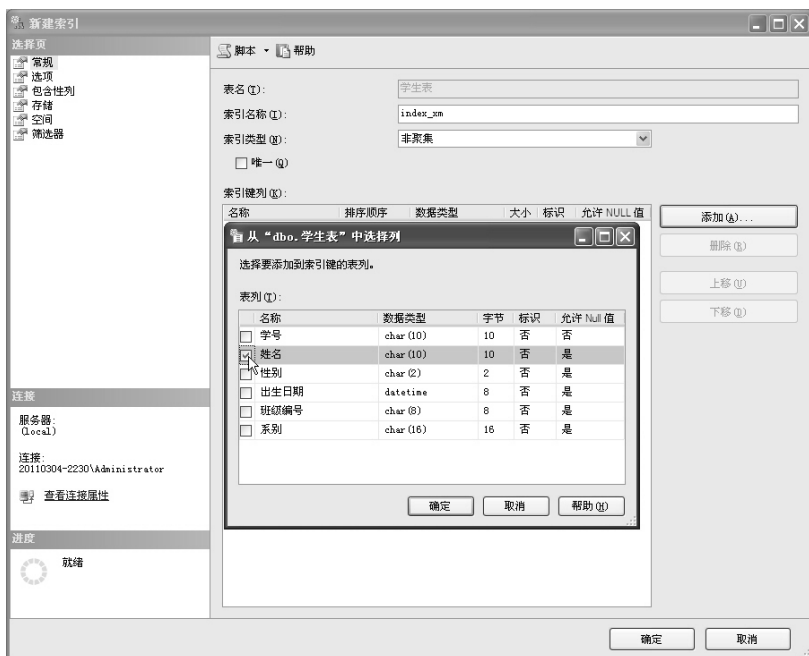 新建索引
选择页
常规
选项
包含性列
存储
空间
筛选器
脚本 帮助
表名(T): 学生表
索引名称(I): index_xm
索引类型(N): 非聚集
唯一(Q)
索引键列(K):
名称 排序顺序 数据类型 大小 标识 允许 NULL 值
添加(A)...
删除(R)
上移(U)
下移(D)
从“dbo.学生表”中选择列
选择要添加到索引键的表列。
表列(T):
名称 数据类型 字节 标识 允许 Null 值
学号 char(10) 10 否 否
姓名 char(10) 10 否 是
性别 char(2) 2 否 是
出生日期 datetime 8 否 是
班级编号 char(8) 8 否 是
系别 char(16) 16 否 是
确定 取消 帮助(H)
连接
服务器:
(local)
连接:
20110304-2230\Administrator
查看连接属性
进度
就绪
确定 取消